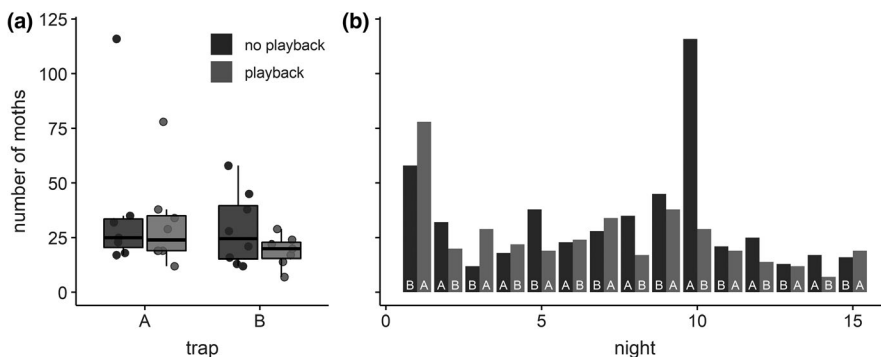 (a)
125
100
75
50
25
0
number of moths
no playback
playback
A B
trap
(b)
B A A B B A A B B A A B B A A B B A A B B A A B B A A B B A
0 5 10 15
night